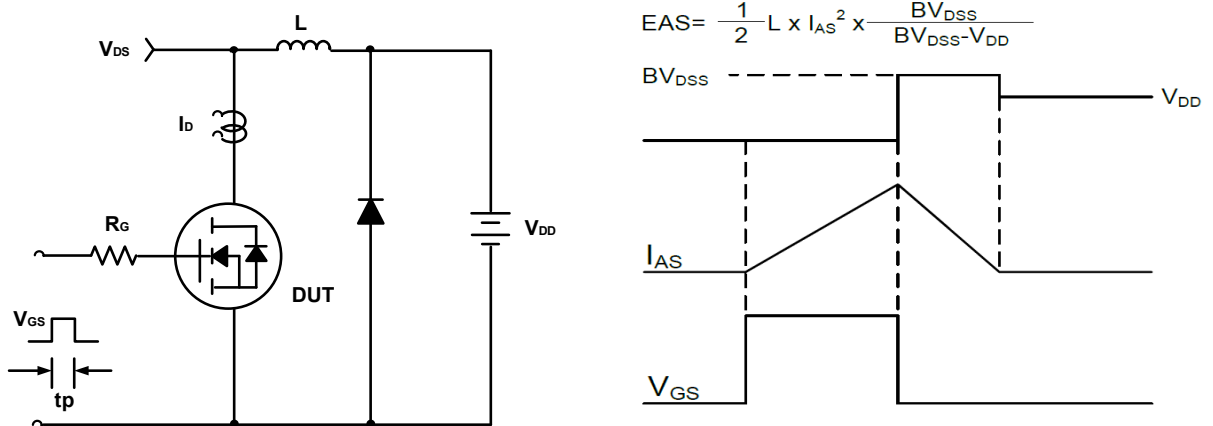 L
VDS
ID
RG
VDD
DUT
VGS
tp
EAS= 1/2 L x IAS² x BVDSS/BVDSS-VDD
BVDSS
VDD
IAS
VGS